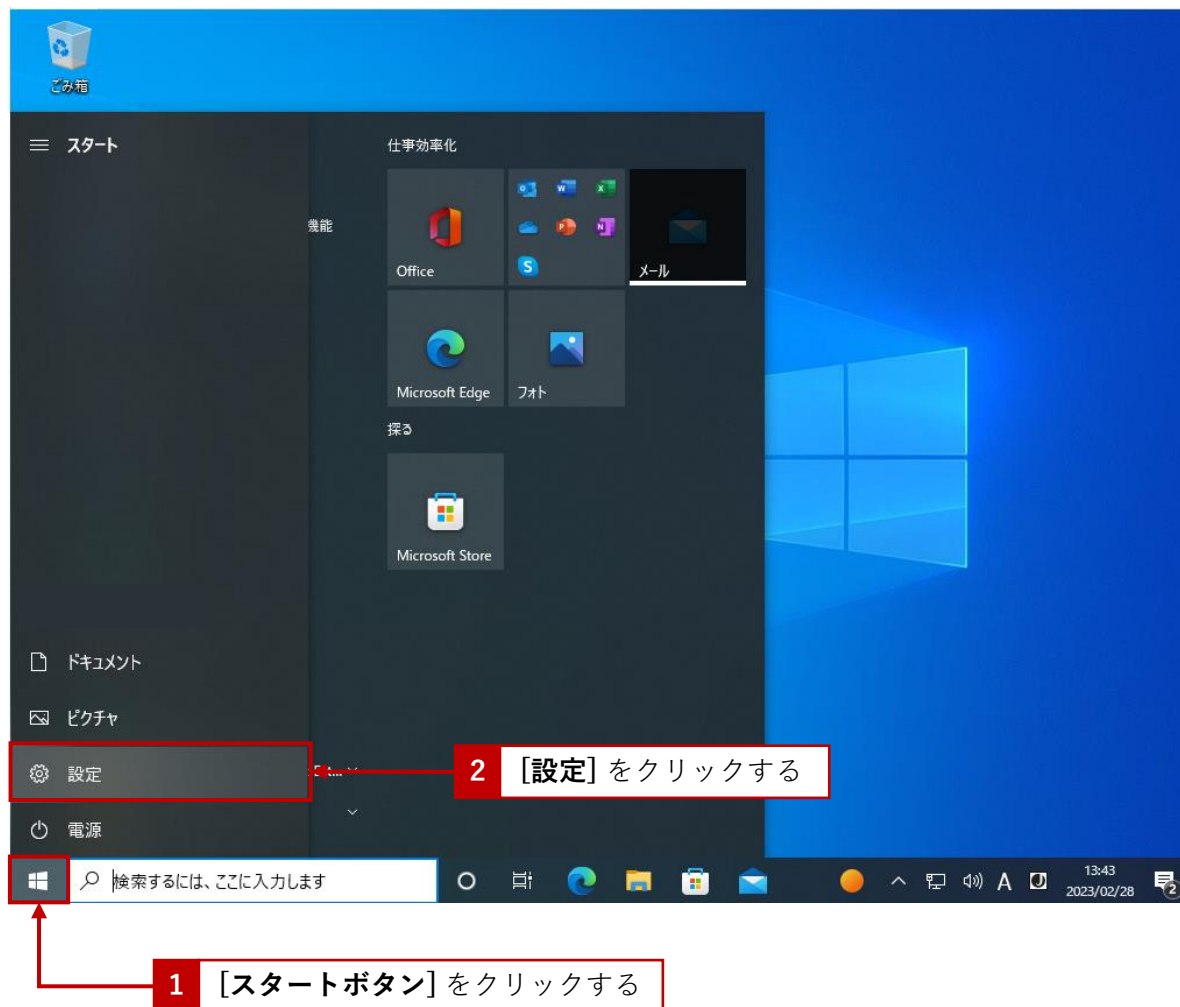 ごみ箱
スタート
仕事効率化
機能
Office
メール
Microsoft Edge
フォト
探る
Microsoft Store
ドキュメント
ピクチャ
設定
2 [設定] をクリックする
電源
検索するには、ここに入力します
A
13:43
2023/02/28
2
1 [スタートボタン] をクリックする